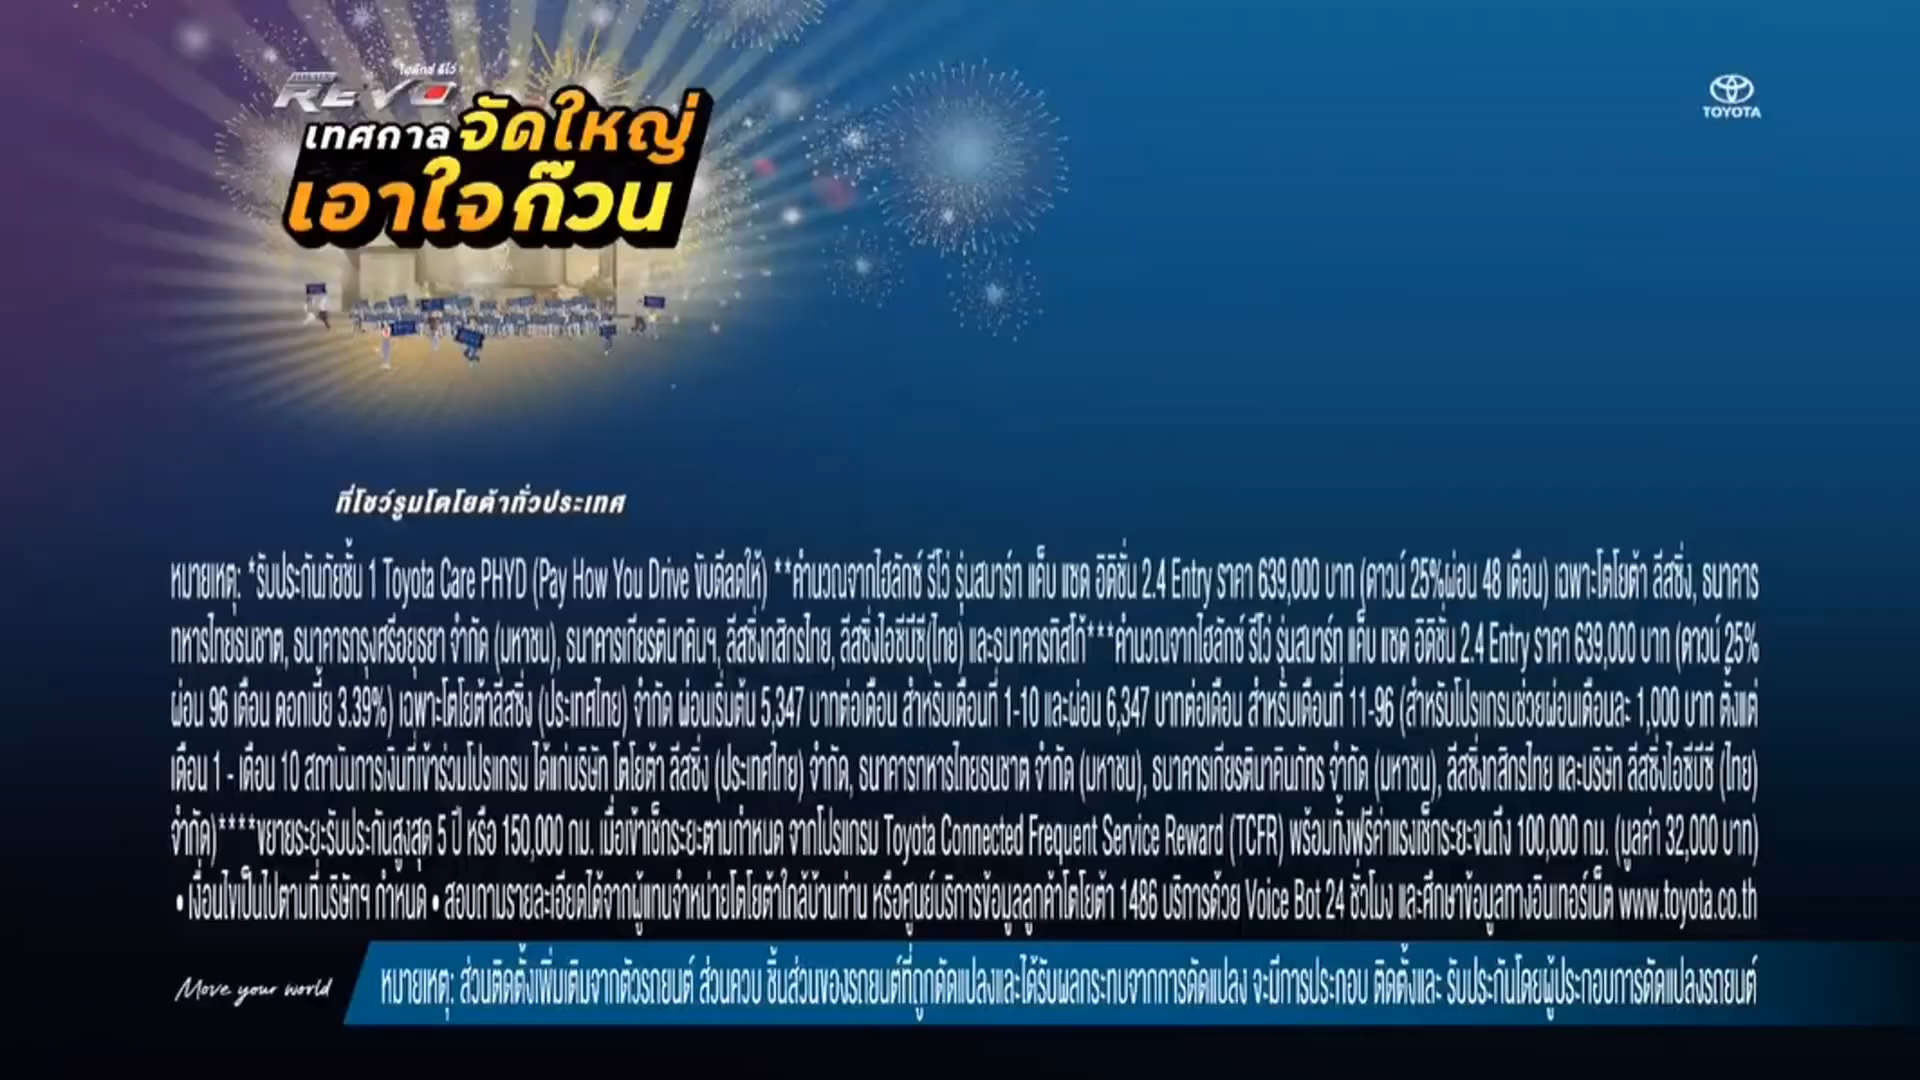 ไฮลักซ์ รีโว่
HILUX
REVO
TOYOTA
เทศกาล จัดใหญ่
เอาใจก๊วน
ที่โชว์รูมโตโยต้าทั่วประเทศ
หมายเหตุ: *รับประกันภัยชั้น 1 Toyota Care PHYD (Pay How You Drive ขับดีลดให้) **คำนวณจากไฮลักซ์ รีโว่ รุ่นสมาร์ท แค็บ แซด อิดิชั่น 2.4 Entry ราคา 639,000 บาท (ดาวน์ 25%ผ่อน 48 เดือน) เฉพาะโตโยต้า ลีสซิ่ง, ธนาคาร
ทหารไทยธนชาต, ธนาคารกรุงศรีอยุธยา จำกัด (มหาชน), ธนาคารเกียรตินาคินฯ, ลีสซิ่งกสิกรไทย, ลีสซิ่งไอซีบีซี(ไทย) และธนาคารทิสโก้***คำนวณจากไฮลักซ์ รีโว่ รุ่นสมาร์ท แค็บ แซด อิดิชั่น 2.4 Entry ราคา 639,000 บาท (ดาวน์ 25%
ผ่อน 96 เดือน ดอกเบี้ย 3.39%) เฉพาะโตโยต้าลีสซิ่ง (ประเทศไทย) จำกัด ผ่อนเริ่มต้น 5,347 บาทต่อเดือน สำหรับเดือนที่ 1-10 และผ่อน 6,347 บาทต่อเดือน สำหรับเดือนที่ 11-96 (สำหรับโปรแกรมช่วยผ่อนเดือนละ 1,000 บาท ตั้งแต่
เดือน 1 - เดือน 10 สถาบันการเงินที่เข้าร่วมโปรแกรม ได้แก่บริษัท โตโยต้า ลีสซิ่ง (ประเทศไทย) จำกัด, ธนาคารทหารไทยธนชาต จำกัด (มหาชน), ธนาคารเกียรตินาคินภัทร จำกัด (มหาชน), ลีสซิ่งกสิกรไทย และบริษัท ลีสซิ่งไอซีบีซี (ไทย)
จำกัด)****ขยายระยะรับประกันสูงสุด 5 ปี หรือ 150,000 กม. เมื่อเข้าเช็กระยะตามกำหนด จากโปรแกรม Toyota Connected Frequent Service Reward (TCFR) พร้อมทั้งฟรีค่าแรงเช็กระยะจนถึง 100,000 กม. (มูลค่า 32,000 บาท)
• เงื่อนไขเป็นไปตามที่บริษัทฯ กำหนด • สอบถามรายละเอียดได้จากผู้แทนจำหน่ายโตโยต้าใกล้บ้านท่าน หรือศูนย์บริการข้อมูลลูกค้าโตโยต้า 1486 บริการด้วย Voice Bot 24 ชั่วโมง และศึกษาข้อมูลทางอินเทอร์เน็ต www.toyota.co.th
Move your world
หมายเหตุ: ส่วนติดตั้งเพิ่มเติมจากตัวรถยนต์ ส่วนควบ ชิ้นส่วนของรถยนต์ที่ถูกดัดแปลงและได้รับผลกระทบจากการดัดแปลง จะมีการประกอบ ติดตั้งและ รับประกันโดยผู้ประกอบการดัดแปลงรถยนต์